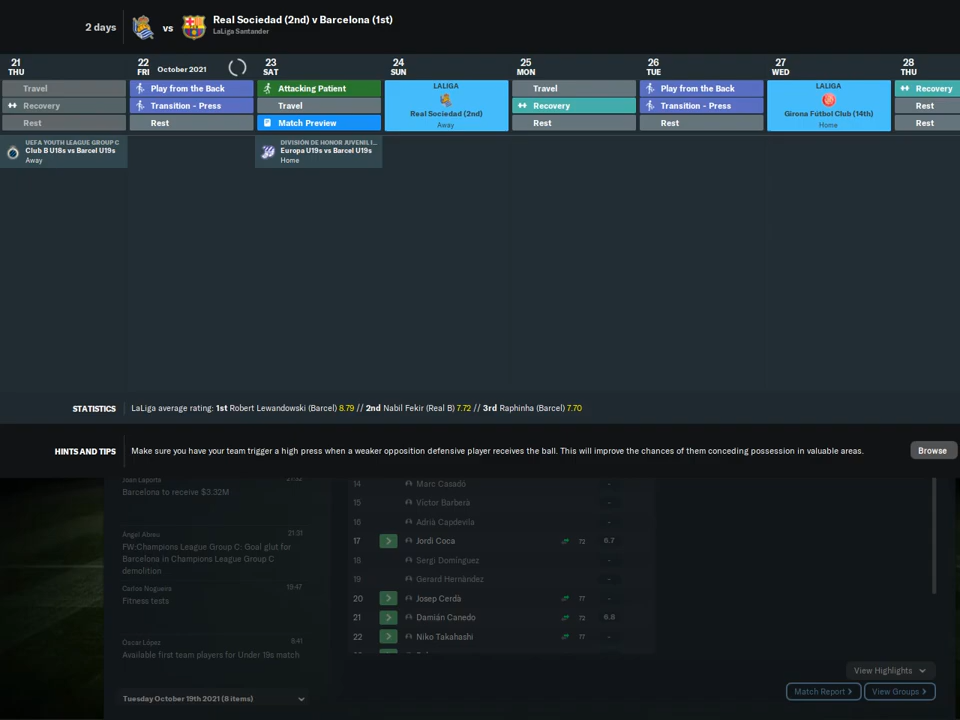 2 days
vs
Real Sociedad (2nd) v Barcelona (1st)
LaLiga Santander
21
THU
22
FRI
October 2021
23
SAT
24
SUN
25
MON
26
TUE
27
WED
28
THU
Travel
Recovery
Rest
Play from the Back
Transition - Press
Rest
Attacking Patient
Travel
Match Preview
LALIGA
Real Sociedad (2nd)
Away
Travel
Recovery
Rest
Play from the Back
Transition - Press
Rest
LALIGA
Girona Fútbol Club (14th)
Home
Recovery
Rest
Rest
UEFA YOUTH LEAGUE GROUP C
Club B U18s vs Barcel U19s
Away
DIVISIÓN DE HONOR JUVENIL I...
Europa U19s vs Barcel U19s
Home
STATISTICS
LaLiga average rating: 1st Robert Lewandowski (Barcel) 8.79 // 2nd Nabil Fekir (Real B) 7.72 // 3rd Raphinha (Barcel) 7.70
HINTS AND TIPS
Make sure you have your team trigger a high press when a weaker opposition defensive player receives the ball. This will improve the chances of them conceding possession in valuable areas.
Browse
Joan Laporta
Barcelona to receive $3.32M
Ángel Abreu 21:31
FW:Champions League Group C: Goal glut for
Barcelona in Champions League Group C
demolition
Carlos Nogueira 19:47
Fitness tests
Óscar López 9:41
Available first team players for Under 19s match
Tuesday October 19th 2021 (8 items)
14 Marc Casadó -
15 Víctor Barberà -
16 Adrià Capdevila -
17 Jordi Coca 72 6.7
18 Sergi Domínguez -
19 Gerard Hernández -
20 Josep Cerdà 77 -
21 Damián Canedo 72 6.8
22 Niko Takahashi 77 -
View Highlights
Match Report
View Groups